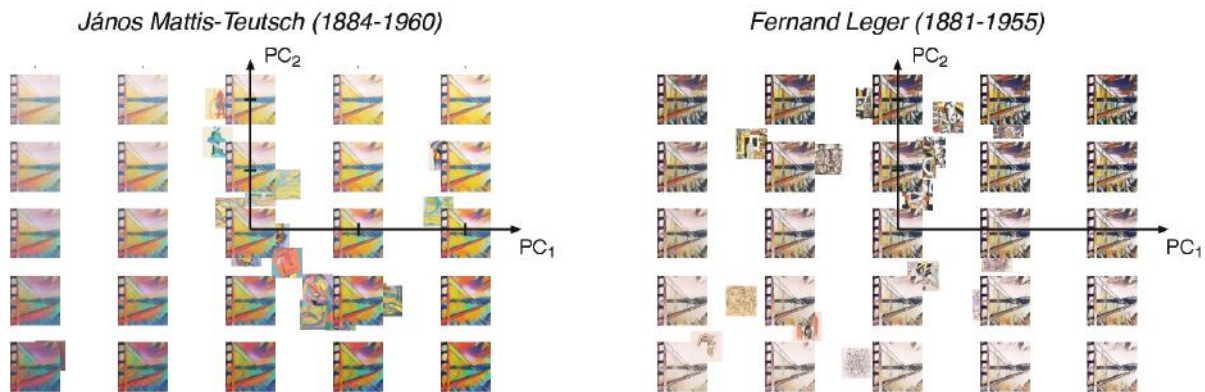 János Mattis-Teutsch (1884-1960)
PC2
PC1
Fernand Leger (1881-1955)
PC2
PC1